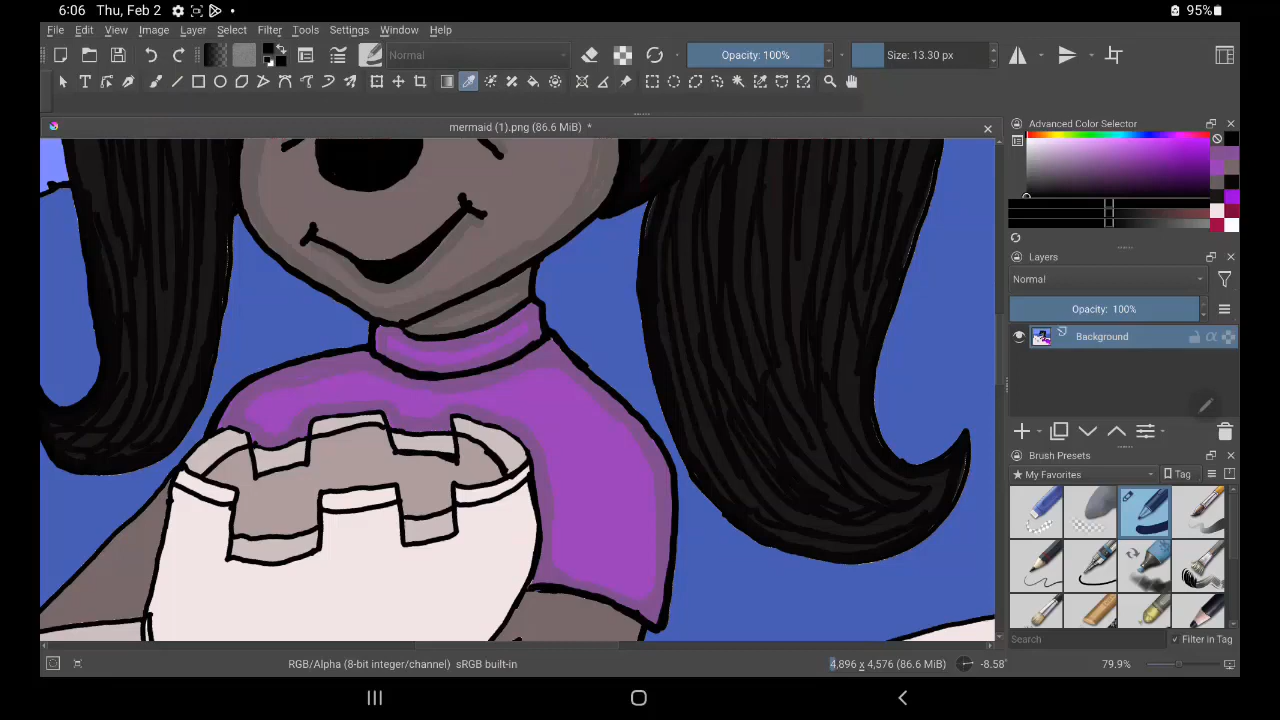 6:06 Thu, Feb 2 95%
File Edit View Image Layer Select Filter Tools Settings Window Help
Normal Opacity: 100% Size: 13.30 px
mermaid (1).png (86.6 MiB) *
Advanced Color Selector
Layers
Normal
Opacity: 100%
Background
Brush Presets
My Favorites Tag
Search Filter in Tag
RGB/Alpha (8-bit integer/channel) sRGB built-in 4,896 x 4,576 (86.6 MiB) -8.58° 79.9%